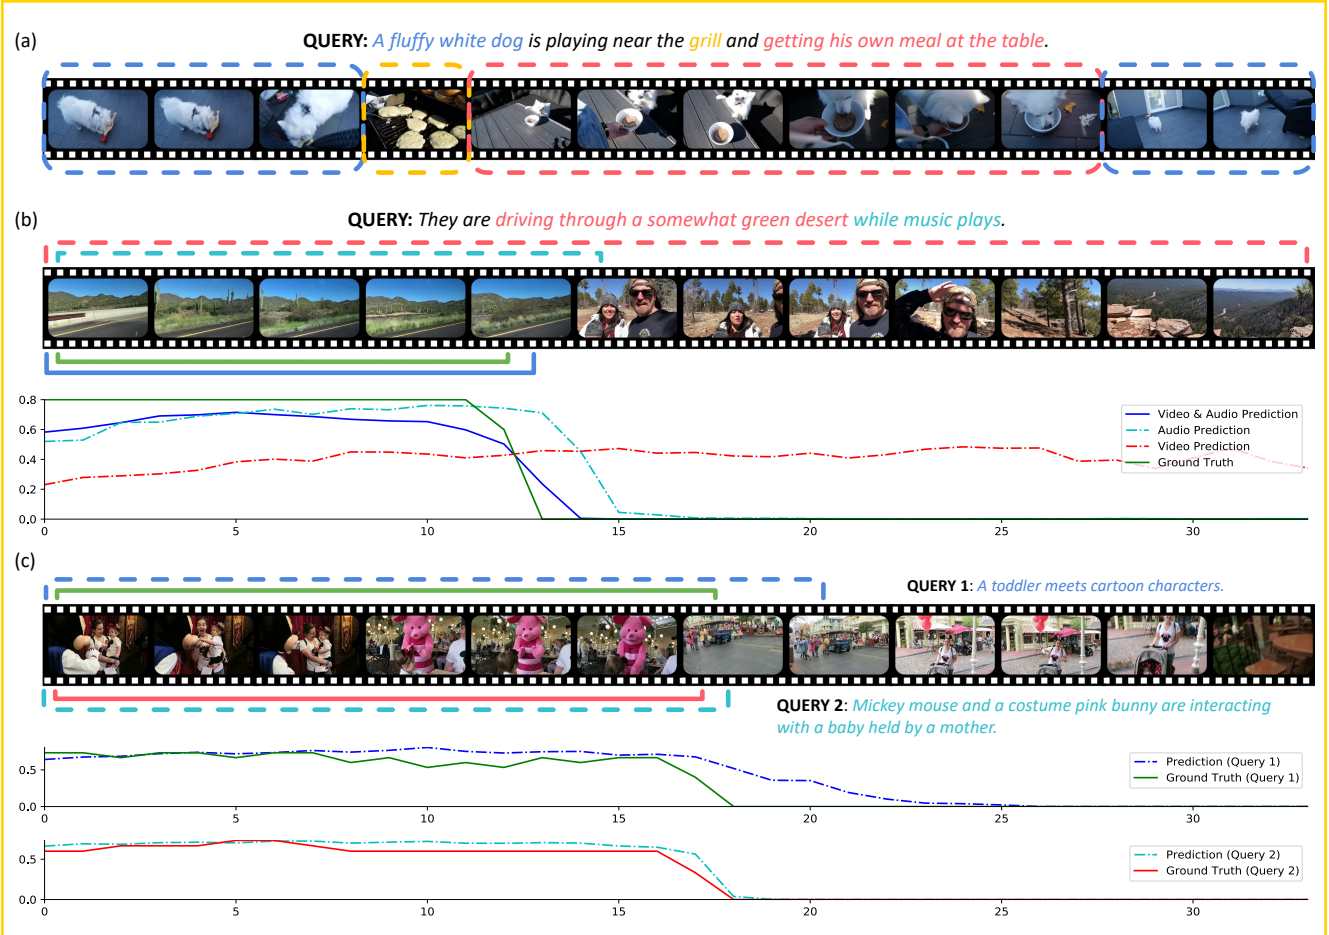 (a)
QUERY: A fluffy white dog is playing near the grill and getting his own meal at the table.
(b)
QUERY: They are driving through a somewhat green desert while music plays.
0.8
0.6
0.4
0.2
0.0
0 5 10 15 20 25 30
Video & Audio Prediction
Audio Prediction
Video Prediction
Ground Truth
(c)
QUERY 1: A toddler meets cartoon characters.
QUERY 2: Mickey mouse and a costume pink bunny are interacting
with a baby held by a mother.
0.5
0.0
0 5 10 15 20 25 30
Prediction (Query 1)
Ground Truth (Query 1)
0.5
0.0
0 5 10 15 20 25 30
Prediction (Query 2)
Ground Truth (Query 2)